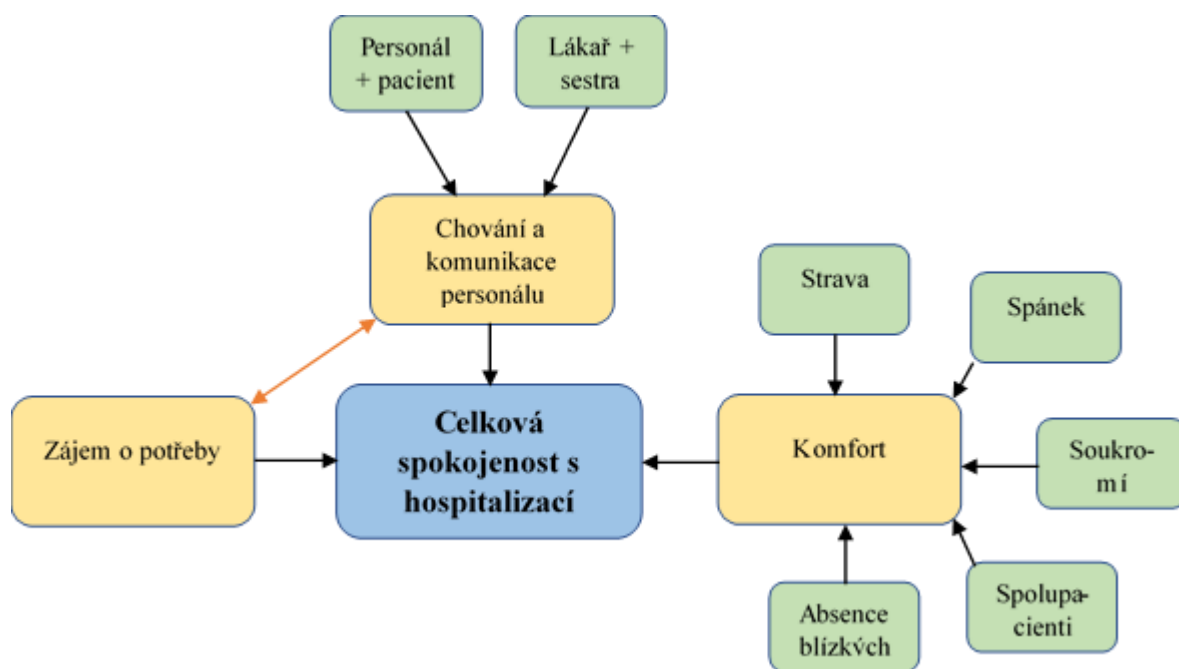 Personál
+ pacient
Lákař +
sestra
Chování a
komunikace
personálu
Strava
Spánek
Zájem o potřeby
Celková
spokojenost s
hospitalizací
Komfort
Soukro-
mí
Absence
blízkých
Spolupa-
cienti